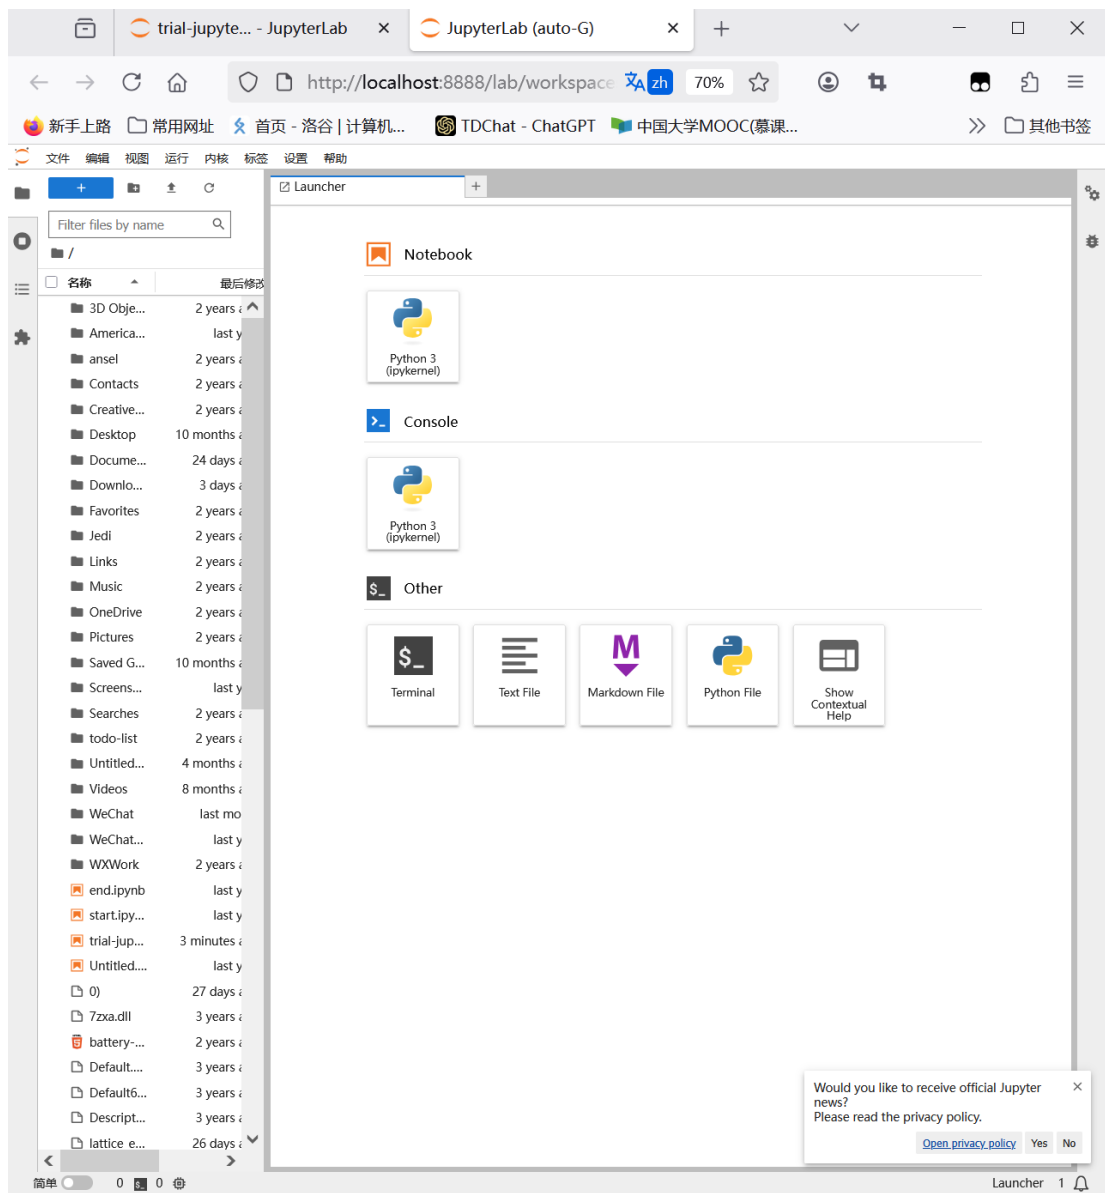 trial-jupyte... - JupyterLab
JupyterLab (auto-G)
http://localhost:8888/lab/workspace
zh
70%
新手上路
常用网址
首页 - 洛谷 | 计算机...
TDChat - ChatGPT
中国大学MOOC(慕课...
其他书签
文件 编辑 视图 运行 内核 标签 设置 帮助
Filter files by name
/
名称 最后修改
3D Obje... 2 years a
America... last y
ansel 2 years a
Contacts 2 years a
Creative... 2 years a
Desktop 10 months a
Docume... 24 days a
Downlo... 3 days a
Favorites 2 years a
Jedi 2 years a
Links 2 years a
Music 2 years a
OneDrive 2 years a
Pictures 2 years a
Saved G... 10 months a
Screens... last y
Searches 2 years a
todo-list 2 years a
Untitled... 4 months a
Videos 8 months a
WeChat last mo
WeChat... last y
WXWork 2 years a
end.ipynb last y
start.ipy... last y
trial-jup... 3 minutes a
Untitled.... last y
0) 27 days a
7zxa.dll 3 years a
battery-... 2 years a
Default.... 3 years a
Default6... 3 years a
Descript... 3 years a
lattice_e... 26 days a
Launcher
Notebook
Python 3
(ipykernel)
Console
Python 3
(ipykernel)
$_ Other
$_
Terminal
Text File
M
Markdown File
Python File
Show
Contextual
Help
Would you like to receive official Jupyter
news?
Please read the privacy policy.
Open privacy policy Yes No
简单 0 $_ 0
Launcher 1